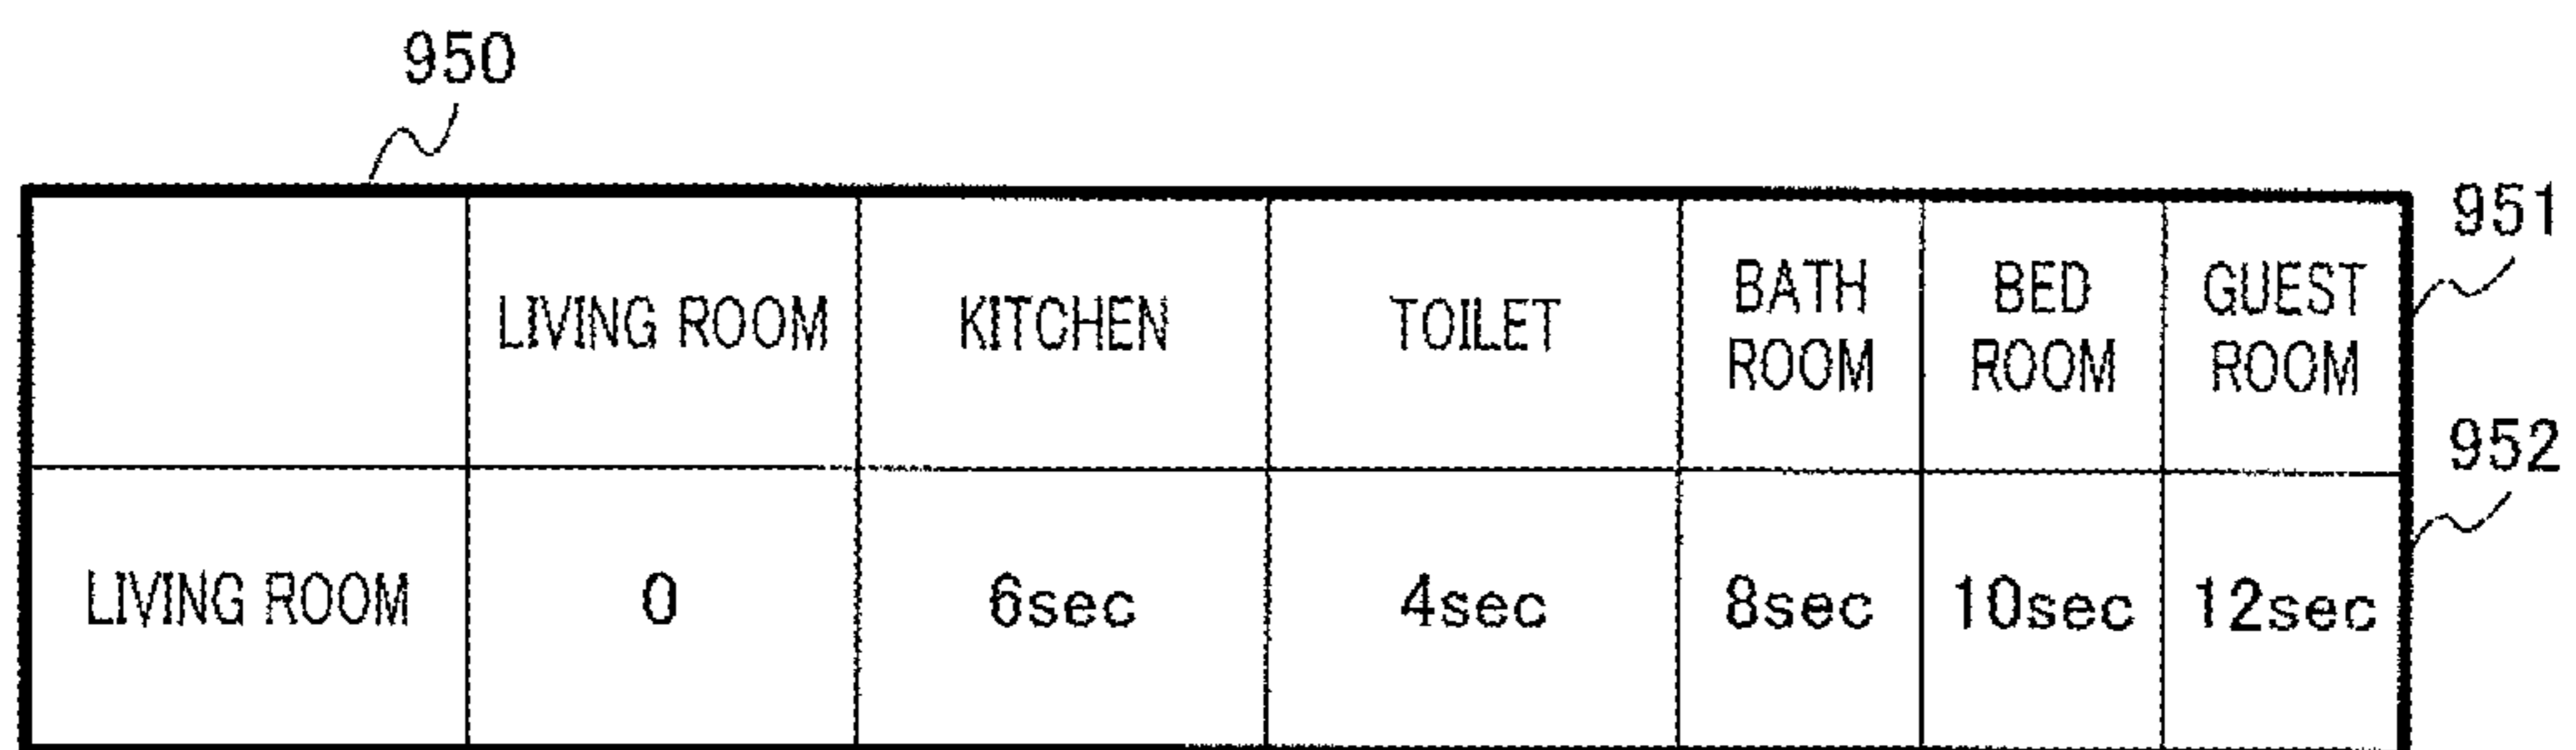 950
951
LIVING ROOM KITCHEN TOILET BATH ROOM BED ROOM GUEST ROOM
952
LIVING ROOM 0 6sec 4sec 8sec 10sec 12sec